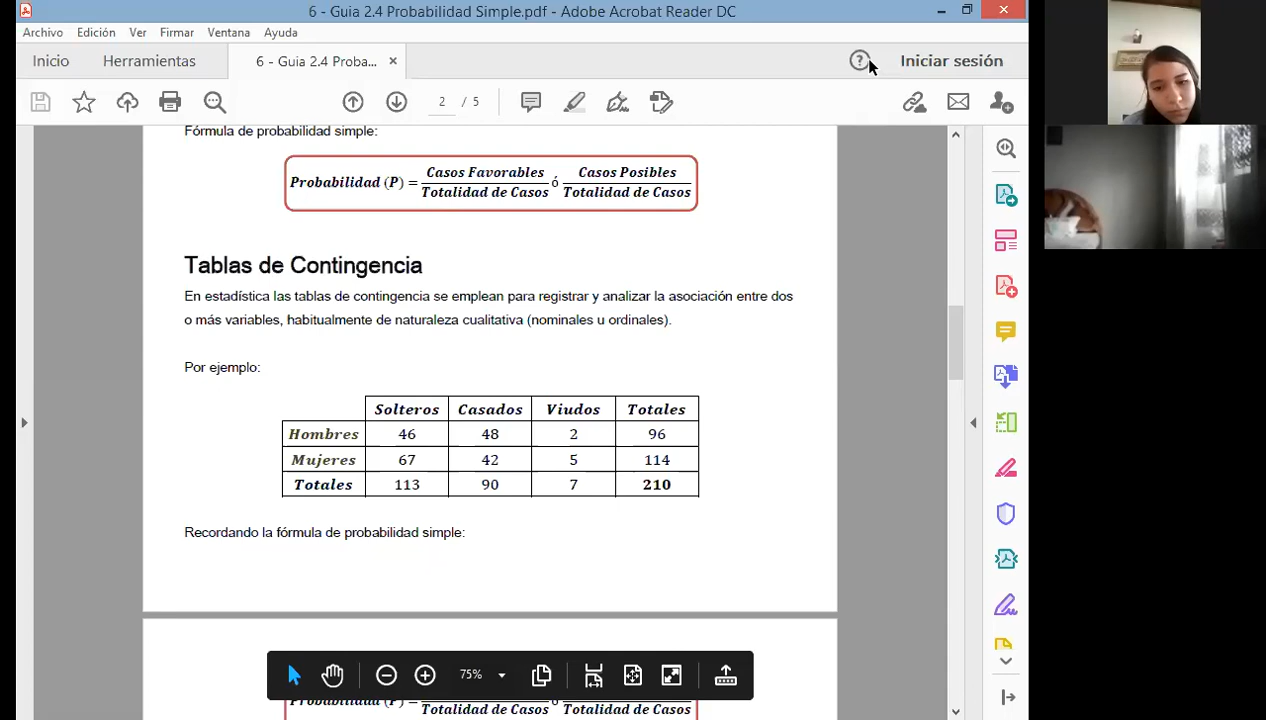 6 - Guia 2.4 Probabilidad Simple.pdf - Adobe Acrobat Reader DC
Archivo Edición Ver Firmar Ventana Ayuda
Inicio Herramientas 6 - Guia 2.4 Proba... × ? Iniciar sesión
2 / 5
Fórmula de probabilidad simple:
Probabilidad (P) = Casos Favorables / Totalidad de Casos ó Casos Posibles / Totalidad de Casos
Tablas de Contingencia
En estadística las tablas de contingencia se emplean para registrar y analizar la asociación entre dos
o más variables, habitualmente de naturaleza cualitativa (nominales u ordinales).
Por ejemplo:
Solteros Casados Viudos Totales
Hombres 46 48 2 96
Mujeres 67 42 5 114
Totales 113 90 7 210
Recordando la fórmula de probabilidad simple:
75%
Probabilidad (P) = Totalidad de Casos ó Totalidad de Casos